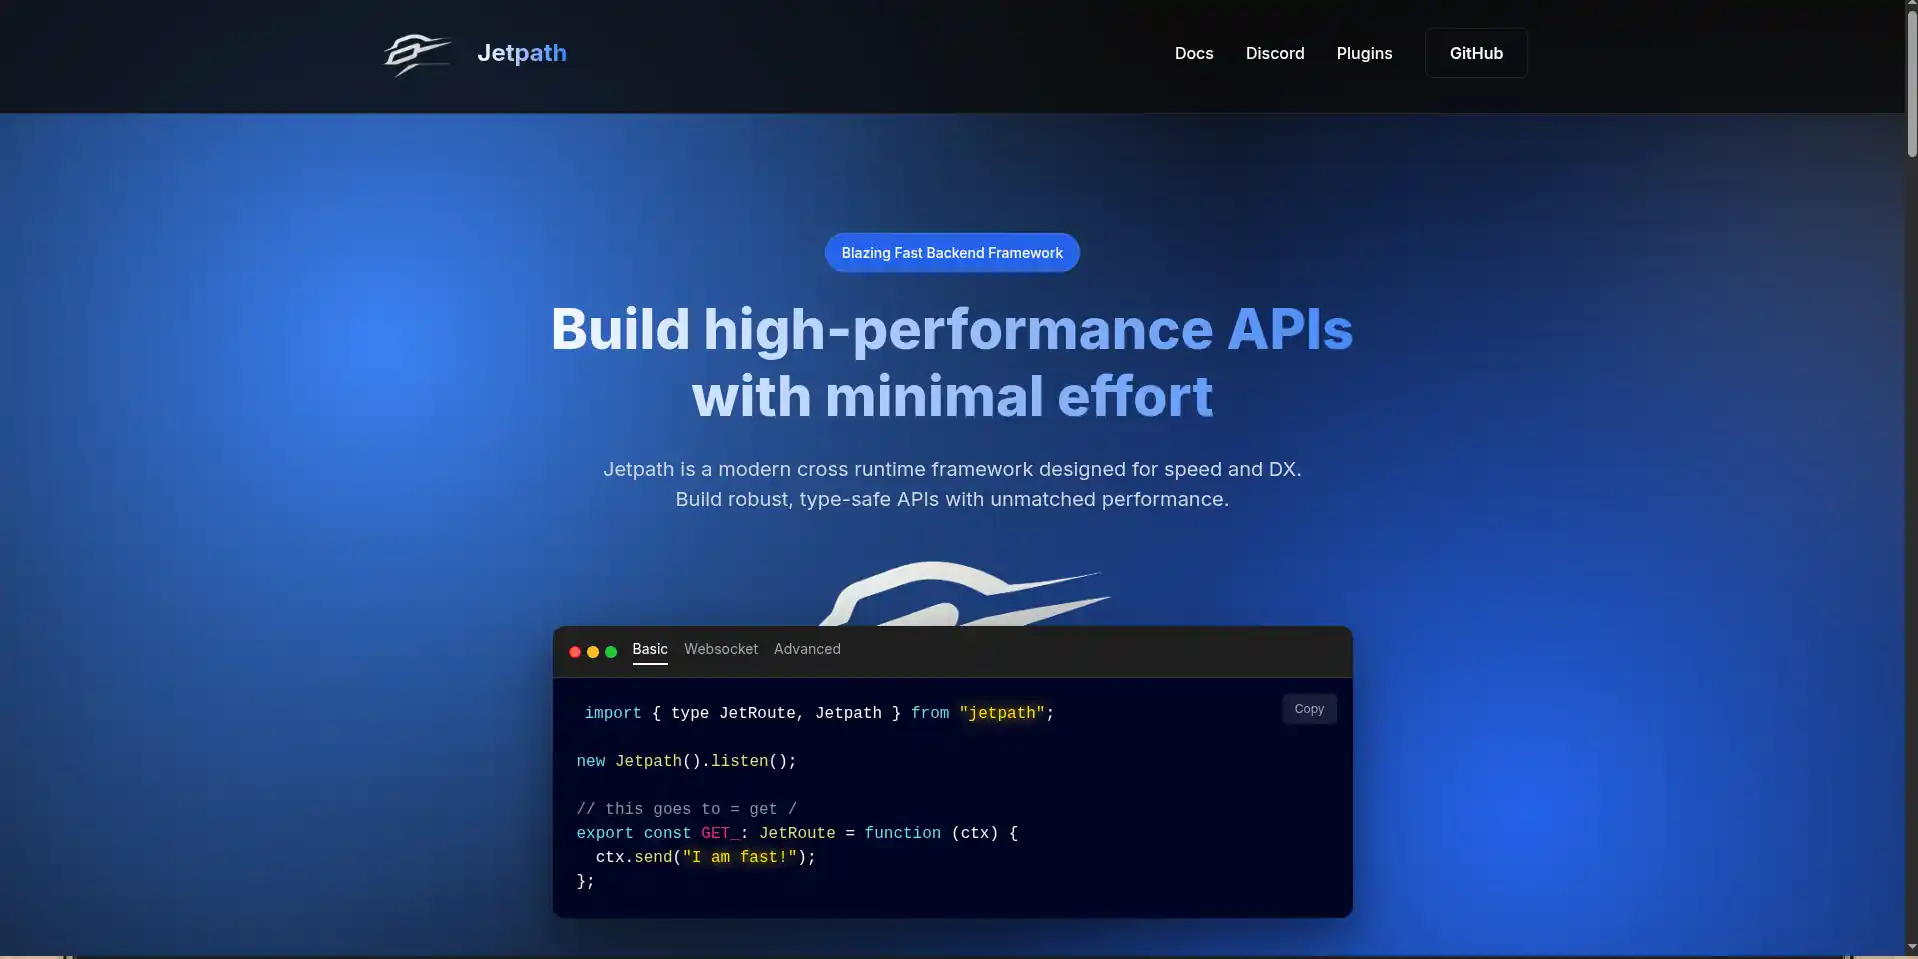 Jetpath
Docs Discord Plugins GitHub
Blazing Fast Backend Framework
Build high-performance APIs
with minimal effort
Jetpath is a modern cross runtime framework designed for speed and DX.
Build robust, type-safe APIs with unmatched performance.
Basic Websocket Advanced
Copy
import { type JetRoute, Jetpath } from "jetpath";
new Jetpath().listen();
// this goes to = get /
export const GET_: JetRoute = function (ctx) {
  ctx.send("I am fast!");
};